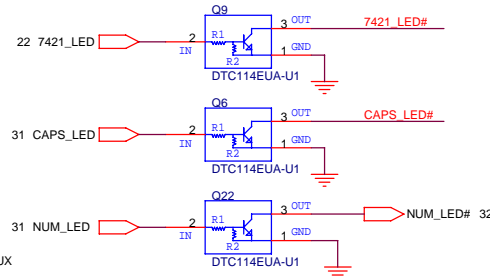 Q9
3 OUT 7421_LED#
22 7421_LED 2 R1
IN 1 GND
R2
DTC114EUA-U1
Q6
3 OUT CAPS_LED#
31 CAPS_LED 2 R1
IN 1 GND
R2
DTC114EUA-U1
Q22
3 OUT NUM_LED# 32
31 NUM_LED 2 R1
IN 1 GND
R2
DTC114EUA-U1
UX